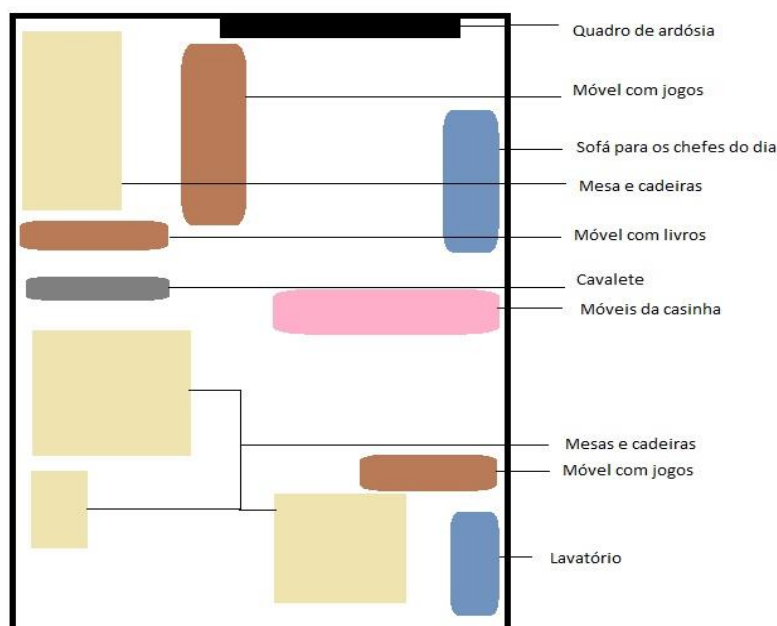 Quadro de ardósia
Móvel com jogos
Sofá para os chefes do dia
Mesa e cadeiras
Móvel com livros
Cavalete
Móveis da casinha
Mesas e cadeiras
Móvel com jogos
Lavatório